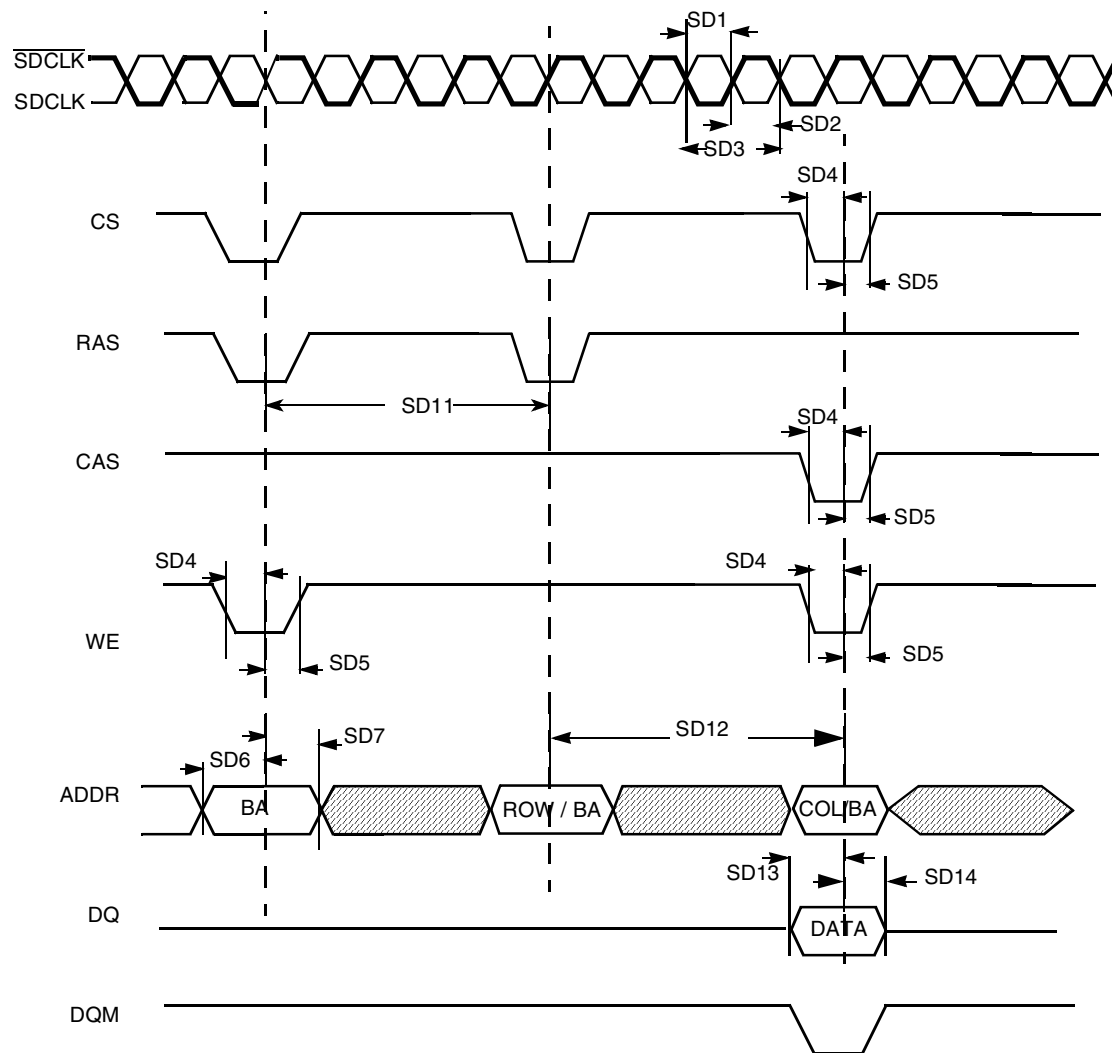 SD1
SDCLK
SDCLK
SD2
SD3
SD4
CS
SD5
RAS
SD11
SD4
CAS
SD5
SD4
SD4
WE
SD5
SD5
SD12
SD7
SD6
ADDR
BA
ROW / BA
COL/BA
SD13
SD14
DQ
DATA
DQM